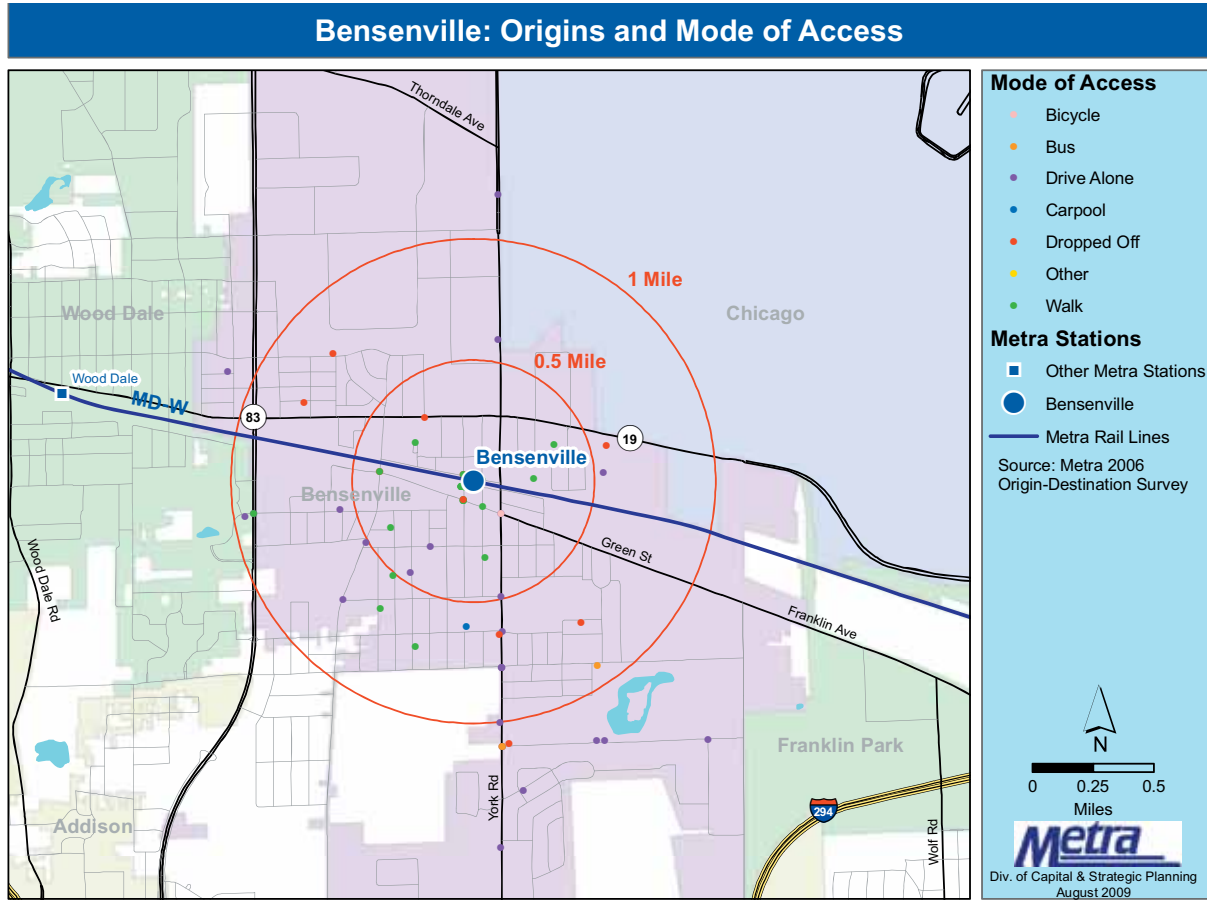 Bensenville: Origins and Mode of Access
Thorndale Ave
1 Mile
Wood Dale
Chicago
0.5 Mile
Wood Dale
MD-W
83
19
Bensenville
Bensenville
Green St
Wood Dale Rd
Franklin Ave
Franklin Park
York Rd
294
Addison
Wolf Rd
Mode of Access
Bicycle
Bus
Drive Alone
Carpool
Dropped Off
Other
Walk
Metra Stations
Other Metra Stations
Bensenville
Metra Rail Lines
Source: Metra 2006
Origin-Destination Survey
N
0 0.25 0.5
Miles
Metra
Div. of Capital & Strategic Planning
August 2009